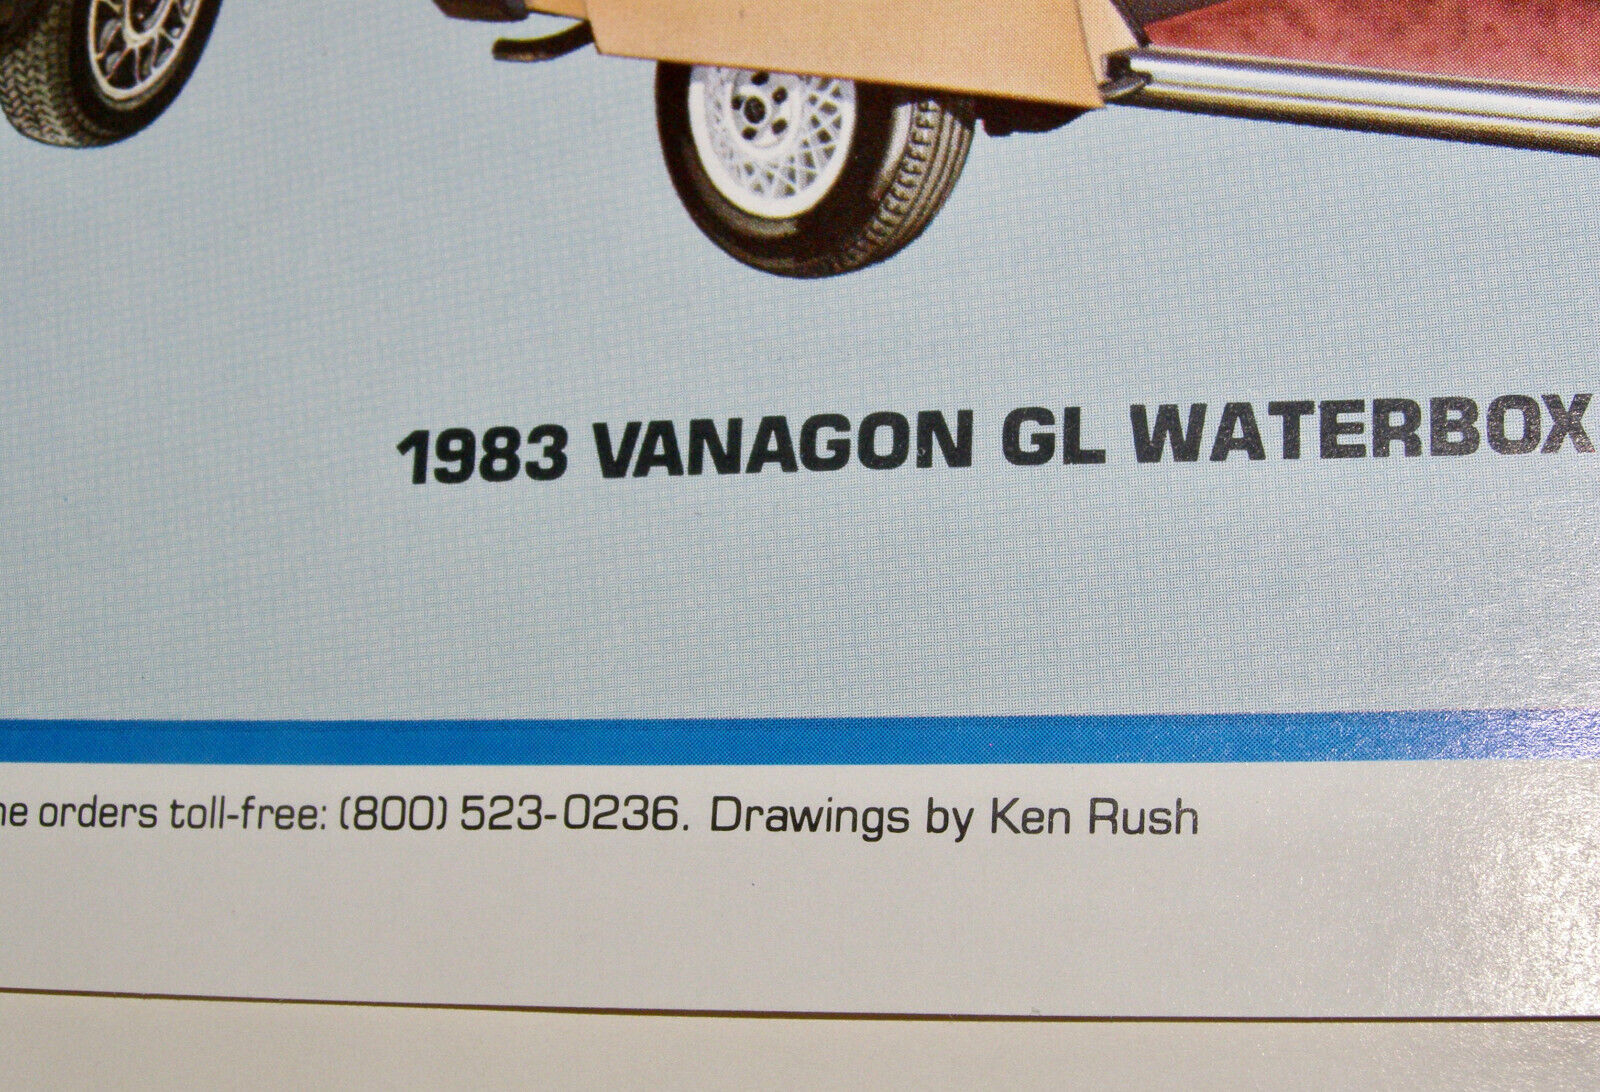 1983 VANAGON GL WATERBOX
orders toll-free: (800) 523-0236. Drawings by Ken Rush